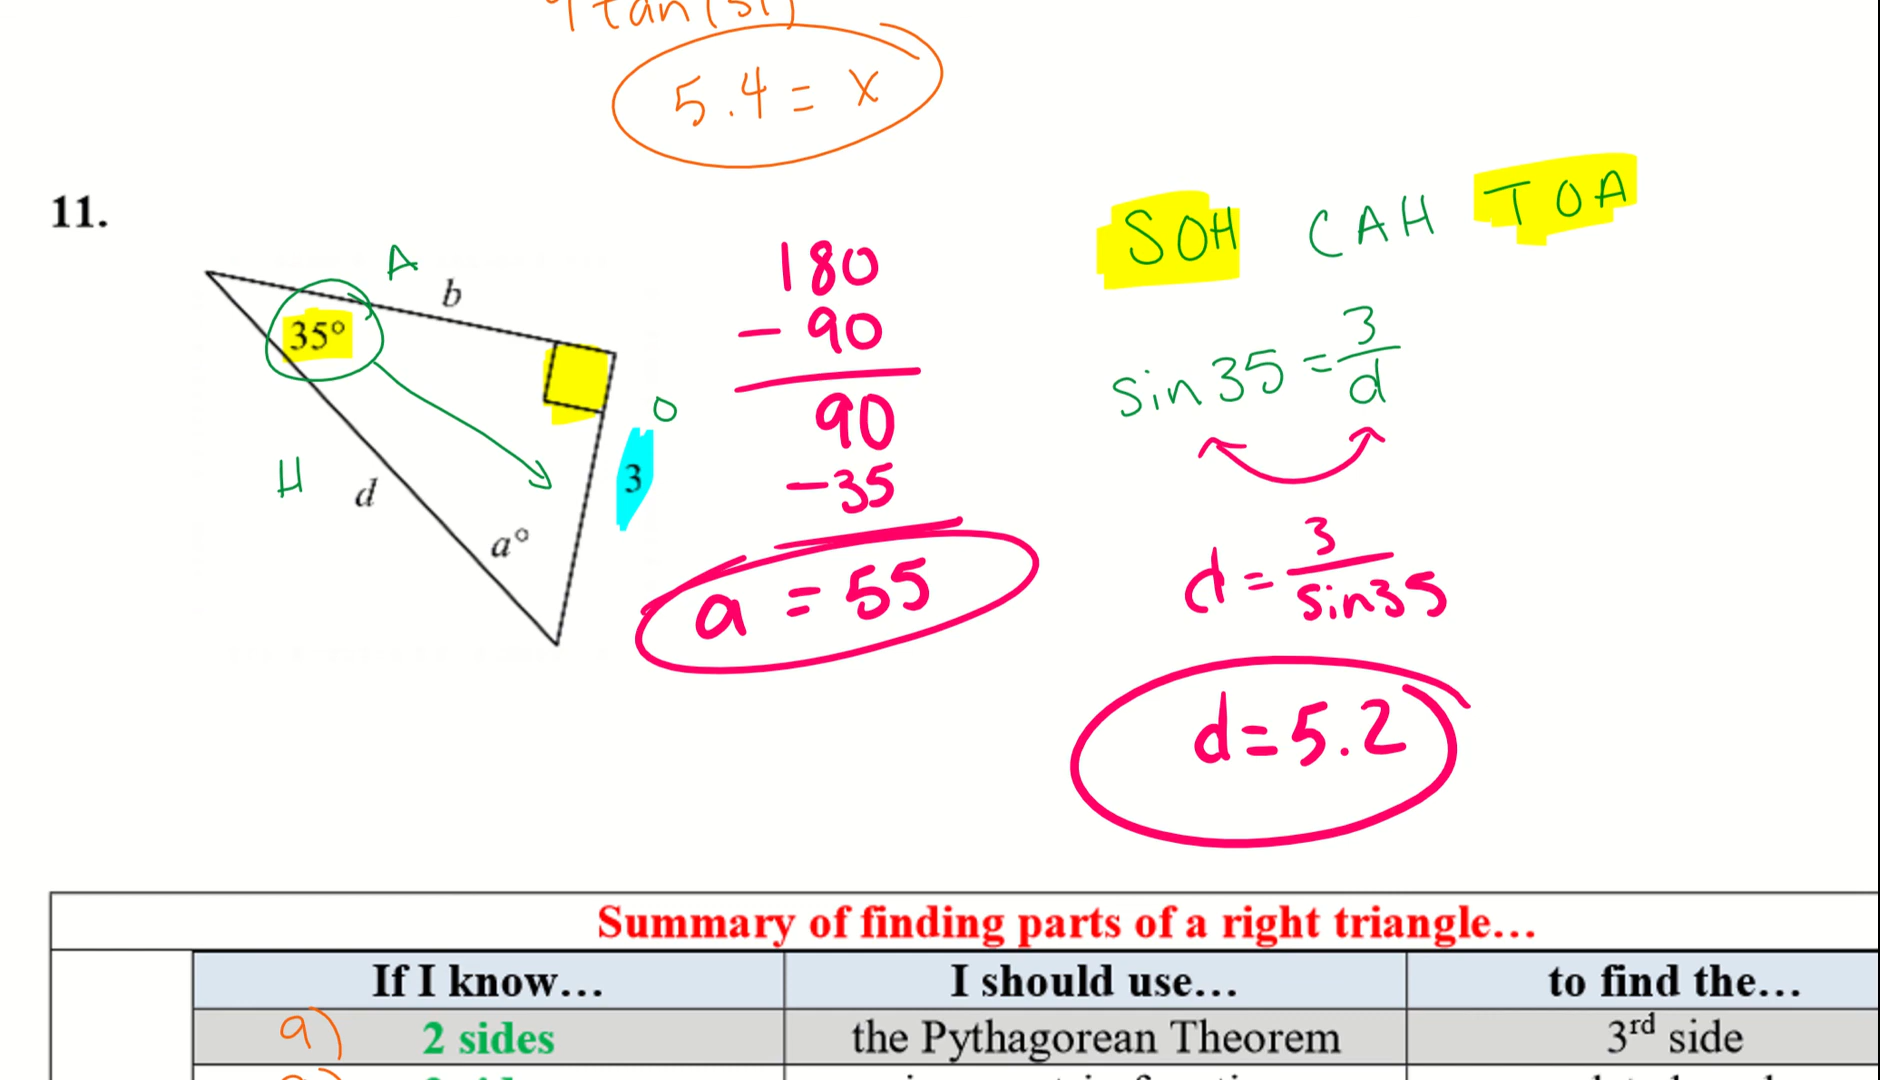 tan(51)
5.4 = x
11.
A
b
35°
O
3
H
d
a°
180
- 90
90
-35
a = 55
SOH CAH TOA
sin 35 = 3/d
d = 3/sin35
d = 5.2
Summary of finding parts of a right triangle…
If I know… I should use… to find the…
a) 2 sides the Pythagorean Theorem 3rd side